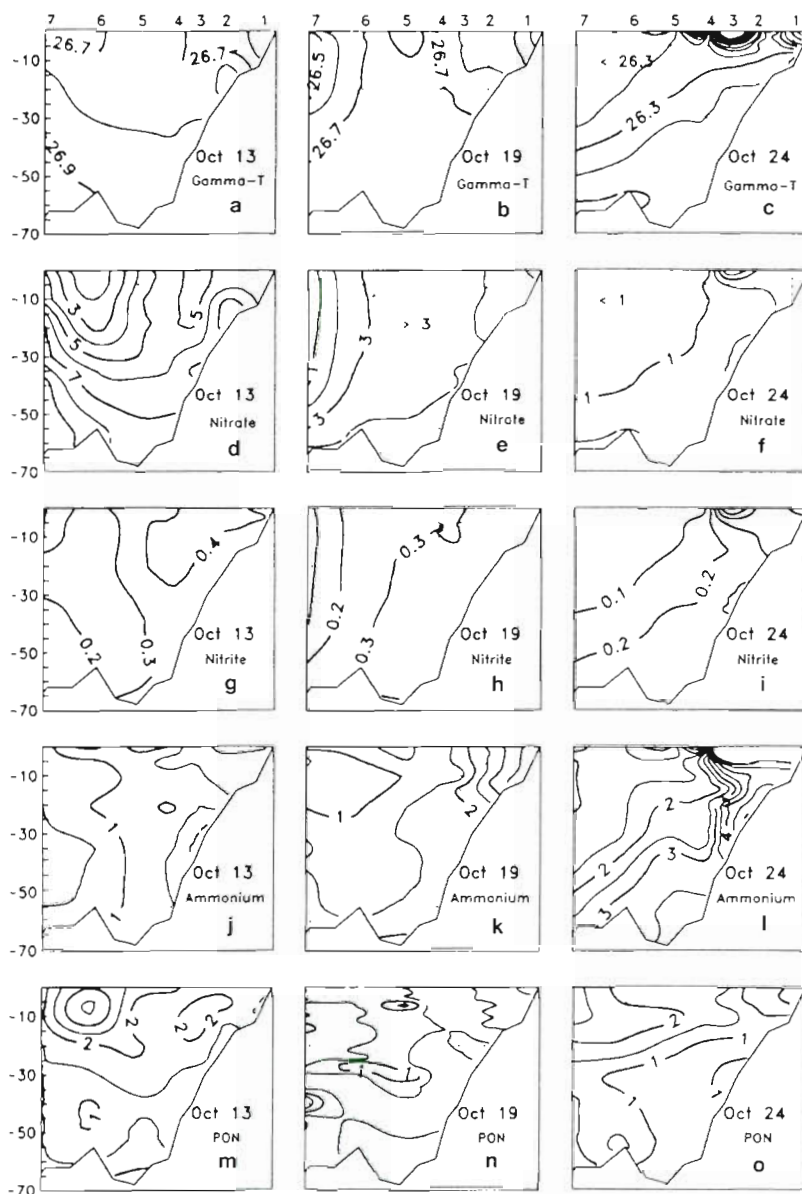 7 6 5 4 3 2 1
7 6 5 4 3 2 1
7 6 5 4 3 2 1
-10
-30
-50
-70
26.7
26.7
26.9
Oct 13
Gamma-T
a
26.5
26.7
26.7
Oct 19
Gamma-T
b
< 26.3
26.3
Oct 24
Gamma-T
c
-10
-30
-50
-70
3
5
5
7
Oct 13
Nitrate
d
> 3
3
1
3
Oct 19
Nitrate
e
< 1
1
1
Oct 24
Nitrate
f
-10
-30
-50
-70
0.4
0.2
0.3
Oct 13
Nitrite
g
0.3
0.2
0.3
Oct 19
Nitrite
h
0.1
0.2
0.2
Oct 24
Nitrite
i
-10
-30
-50
-70
1
1
Oct 13
Ammonium
j
1
2
Oct 19
Ammonium
k
2
4
3
2
3
Oct 24
Ammonium
l
-10
-30
-50
-70
2
2
2
2
1
Oct 13
PON
m
1
1
Oct 19
PON
n
2
1
1
1
1
Oct 24
PON
o